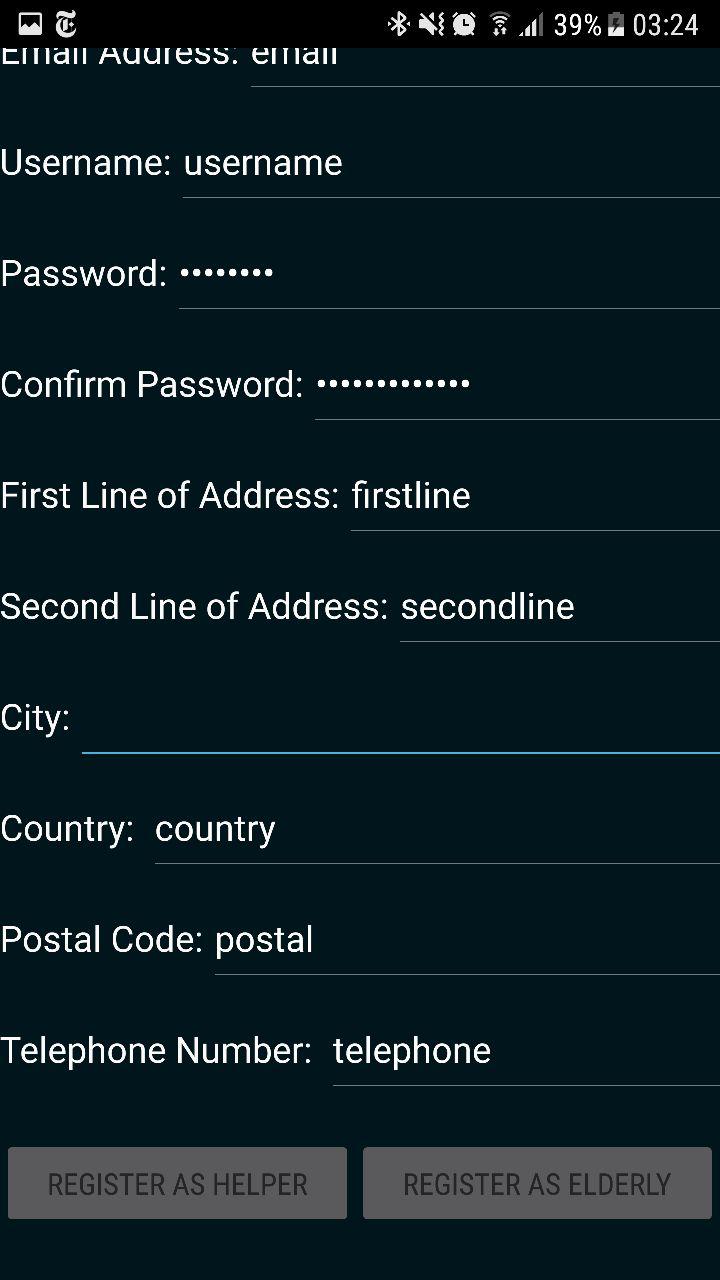 39% 03:24
Email Address: email
Username: username
Password: ••••••••
Confirm Password: •••••••••••••
First Line of Address: firstline
Second Line of Address: secondline
City:
Country: country
Postal Code: postal
Telephone Number: telephone
REGISTER AS HELPER REGISTER AS ELDERLY